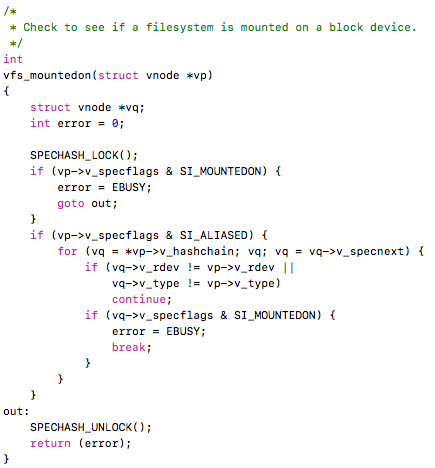 /*
 * Check to see if a filesystem is mounted on a block device.
 */
int
vfs_mountedon(struct vnode *vp)
{
    struct vnode *vq;
    int error = 0;

    SPECHASH_LOCK();
    if (vp->v_specflags & SI_MOUNTEDON) {
        error = EBUSY;
        goto out;
    }
    if (vp->v_specflags & SI_ALIASED) {
        for (vq = *vp->v_hashchain; vq; vq = vq->v_specnext) {
            if (vq->v_rdev != vp->v_rdev ||
                vq->v_type != vp->v_type)
                continue;
            if (vq->v_specflags & SI_MOUNTEDON) {
                error = EBUSY;
                break;
            }
        }
    }
out:
    SPECHASH_UNLOCK();
    return (error);
}